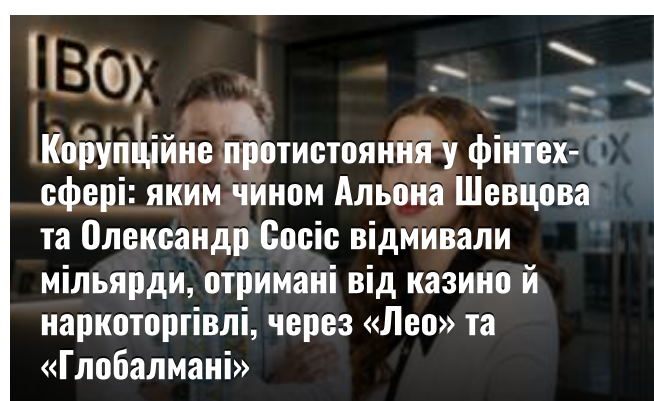 IBOX
bank
Корупційне протистояння у фінтех-
сфері: яким чином Альона Шевцова
та Олександр Сосіс відмивали
мільярди, отримані від казино й
наркоторгівлі, через «Лео» та
«Глобалмані»